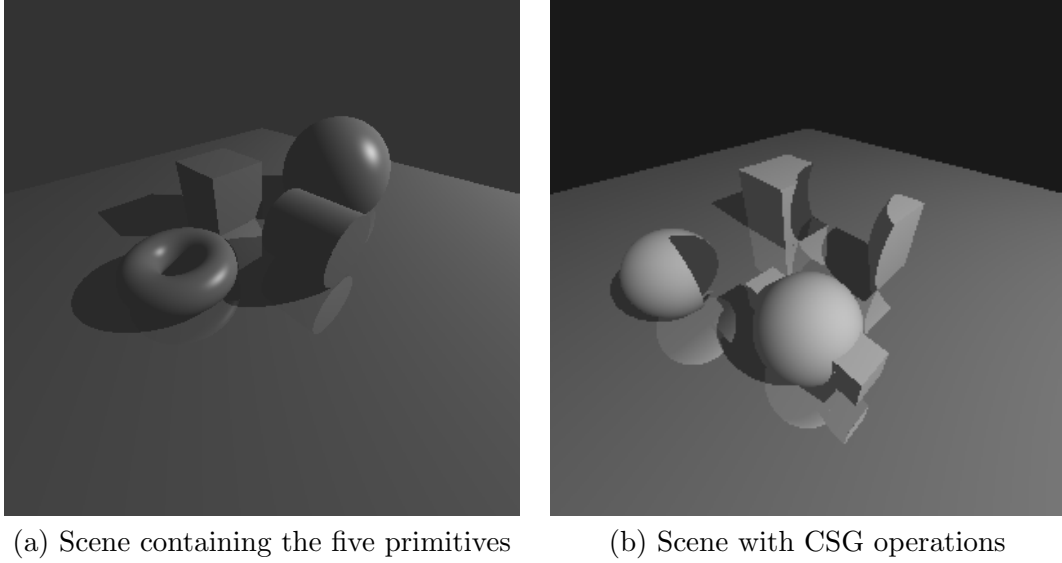 (a) Scene containing the five primitives
(b) Scene with CSG operations